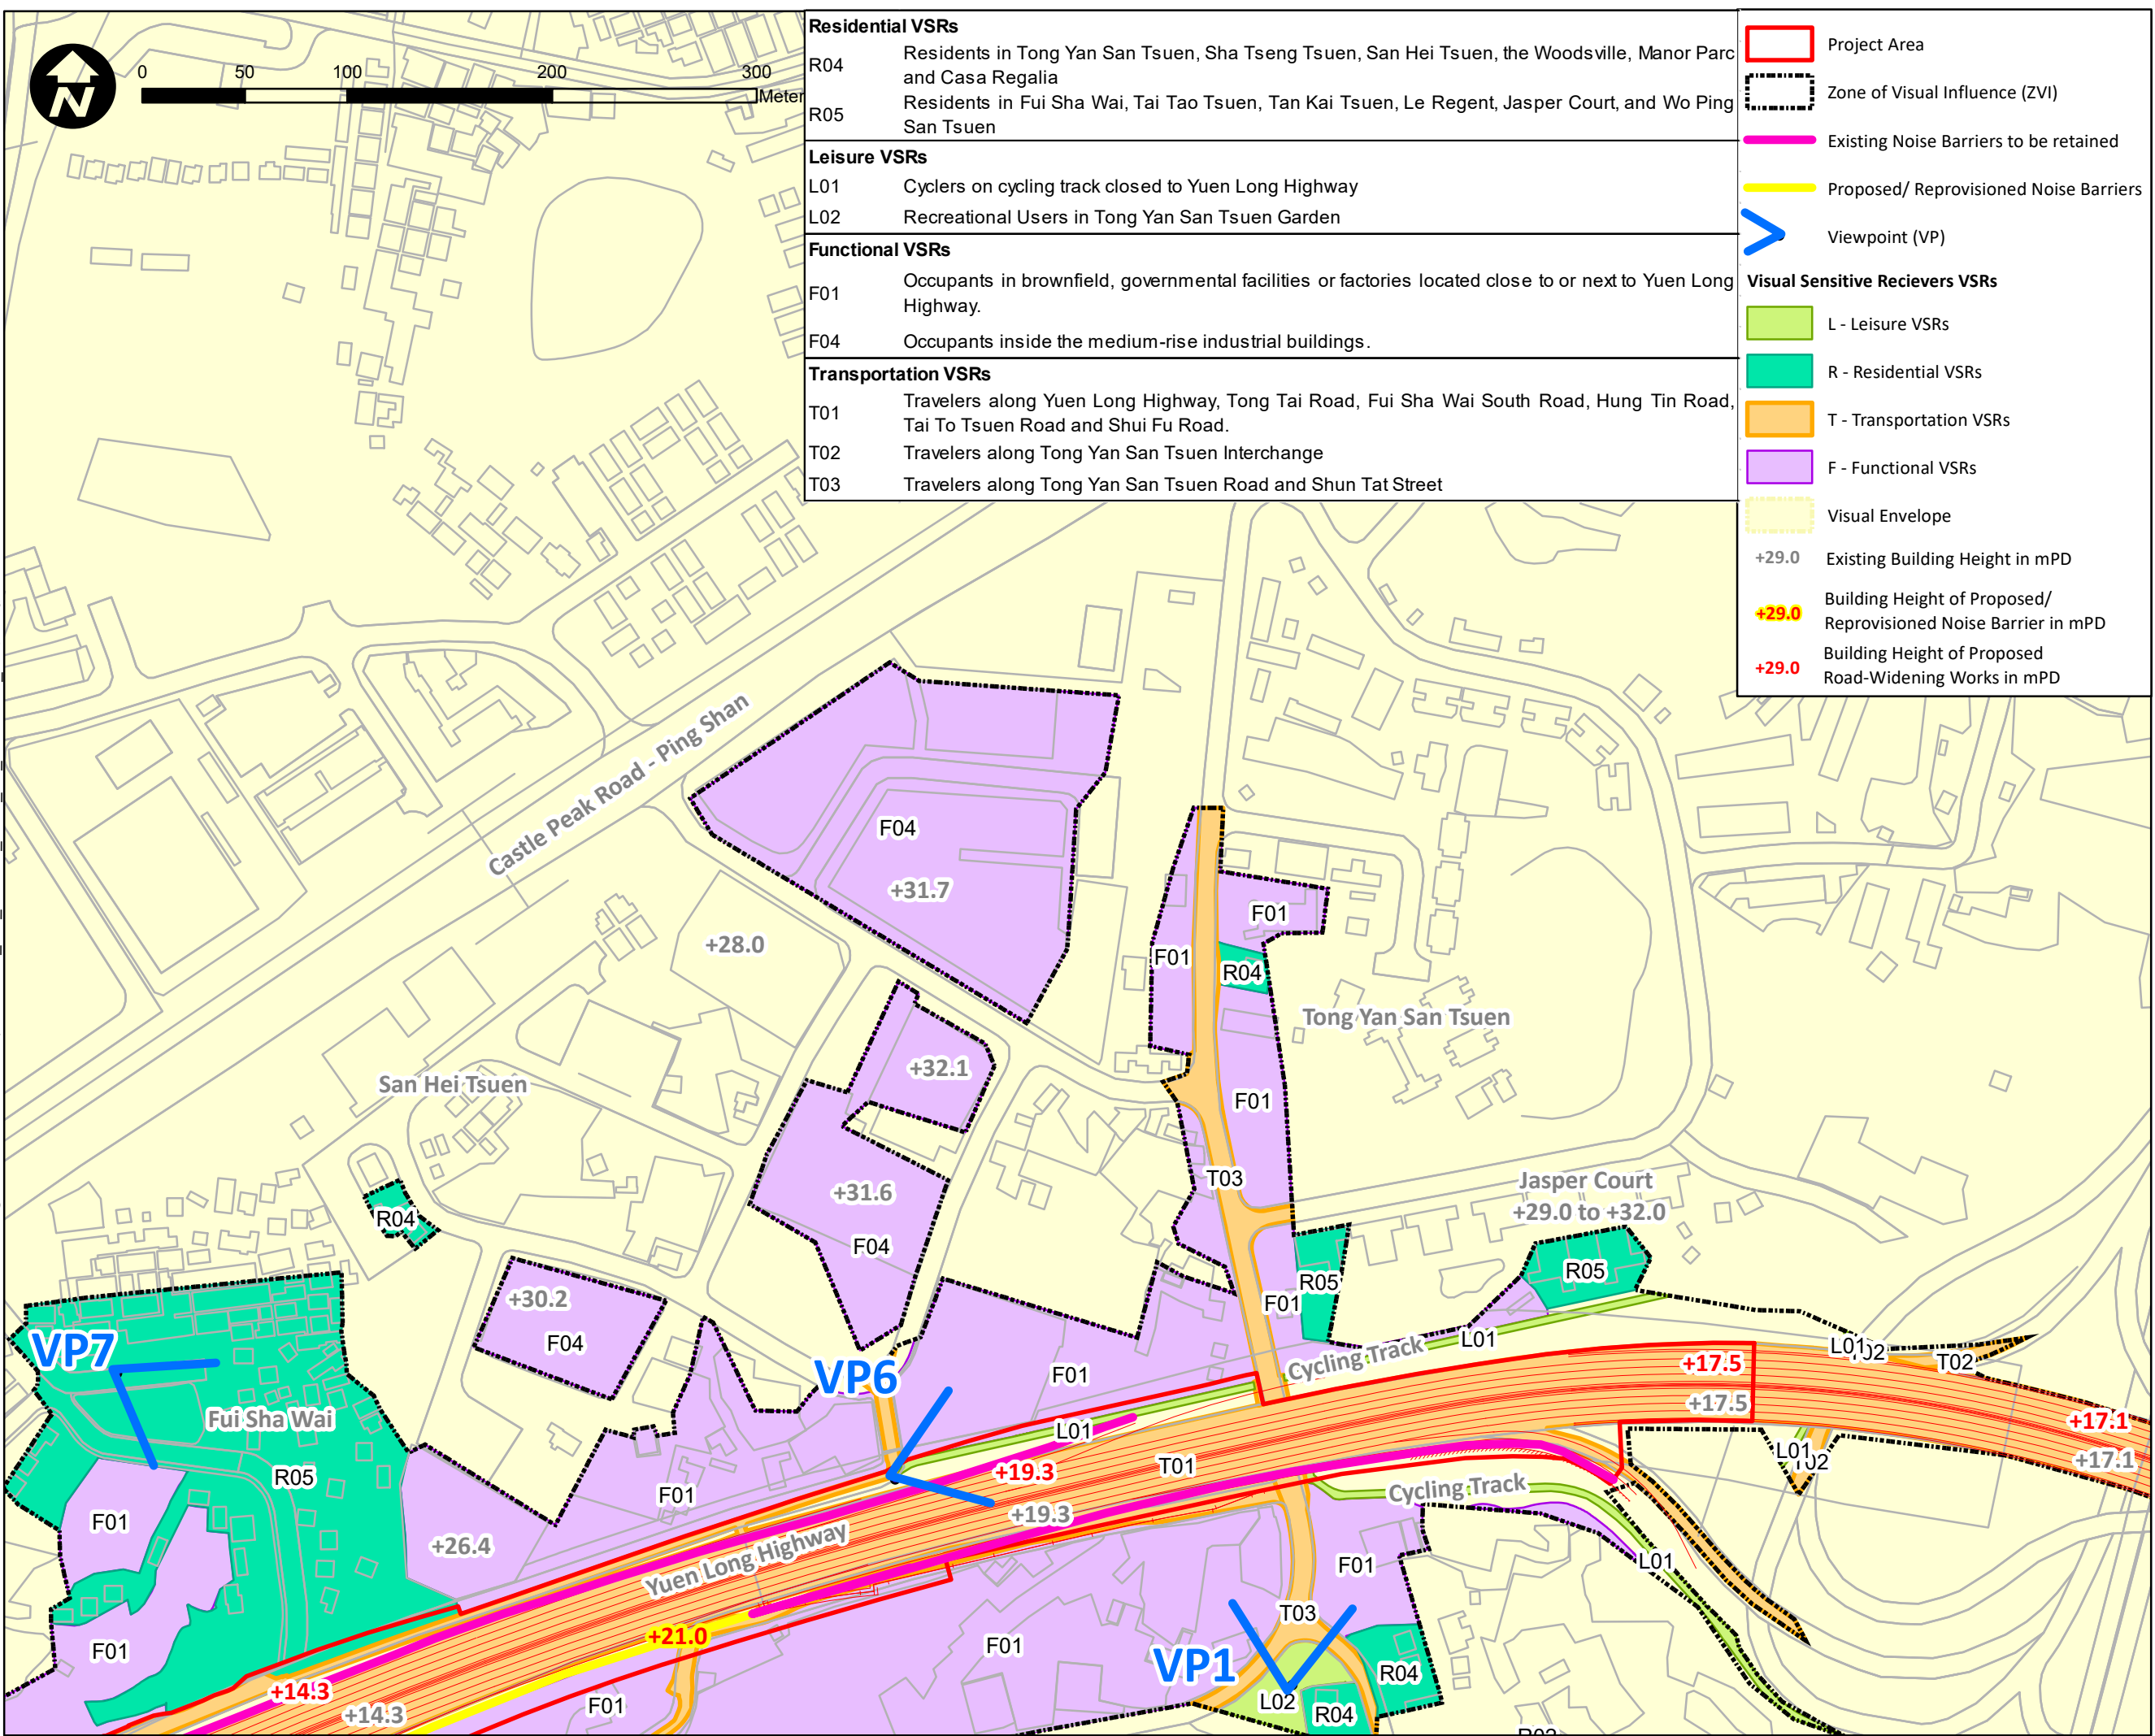 N
0 50 100 200 300
Meter
Residential VSRs
R04 Residents in Tong Yan San Tsuen, Sha Tseng Tsuen, San Hei Tsuen, the Woodsville, Manor Parc
and Casa Regalia
R05 Residents in Fui Sha Wai, Tai Tao Tsuen, Tan Kai Tsuen, Le Regent, Jasper Court, and Wo Ping
San Tsuen
Leisure VSRs
L01 Cyclers on cycling track closed to Yuen Long Highway
L02 Recreational Users in Tong Yan San Tsuen Garden
Functional VSRs
F01 Occupants in brownfield, governmental facilities or factories located close to or next to Yuen Long
Highway.
F04 Occupants inside the medium-rise industrial buildings.
Transportation VSRs
T01 Travelers along Yuen Long Highway, Tong Tai Road, Fui Sha Wai South Road, Hung Tin Road,
Tai To Tsuen Road and Shui Fu Road.
T02 Travelers along Tong Yan San Tsuen Interchange
T03 Travelers along Tong Yan San Tsuen Road and Shun Tat Street
Project Area
Zone of Visual Influence (ZVI)
Existing Noise Barriers to be retained
Proposed/ Reprovisioned Noise Barriers
Viewpoint (VP)
Visual Sensitive Recievers VSRs
L - Leisure VSRs
R - Residential VSRs
T - Transportation VSRs
F - Functional VSRs
Visual Envelope
+29.0 Existing Building Height in mPD
+29.0 Building Height of Proposed/
Reprovisioned Noise Barrier in mPD
+29.0 Building Height of Proposed
Road-Widening Works in mPD
Castle Peak Road - Ping Shan
F04
+31.7
+28.0
F01
F01
R04
Tong Yan San Tsuen
+32.1
San Hei Tsuen
F01
T03
Jasper Court
+29.0 to +32.0
+31.6
R04
F04
R05
R05
+30.2
F01
F04
VP7
VP6
L01
Cycling Track
L01
T02
T02
+17.5
+17.5
F01
Fui Sha Wai
L01
+17.1
+17.1
R05
T01
+19.3
+19.3
L01
T02
Cycling Track
F01
F01
+26.4
Yuen Long Highway
F01
L01
T03
+21.0
F01
F01
VP1
R04
+14.3
+14.3
F01
L02
R04